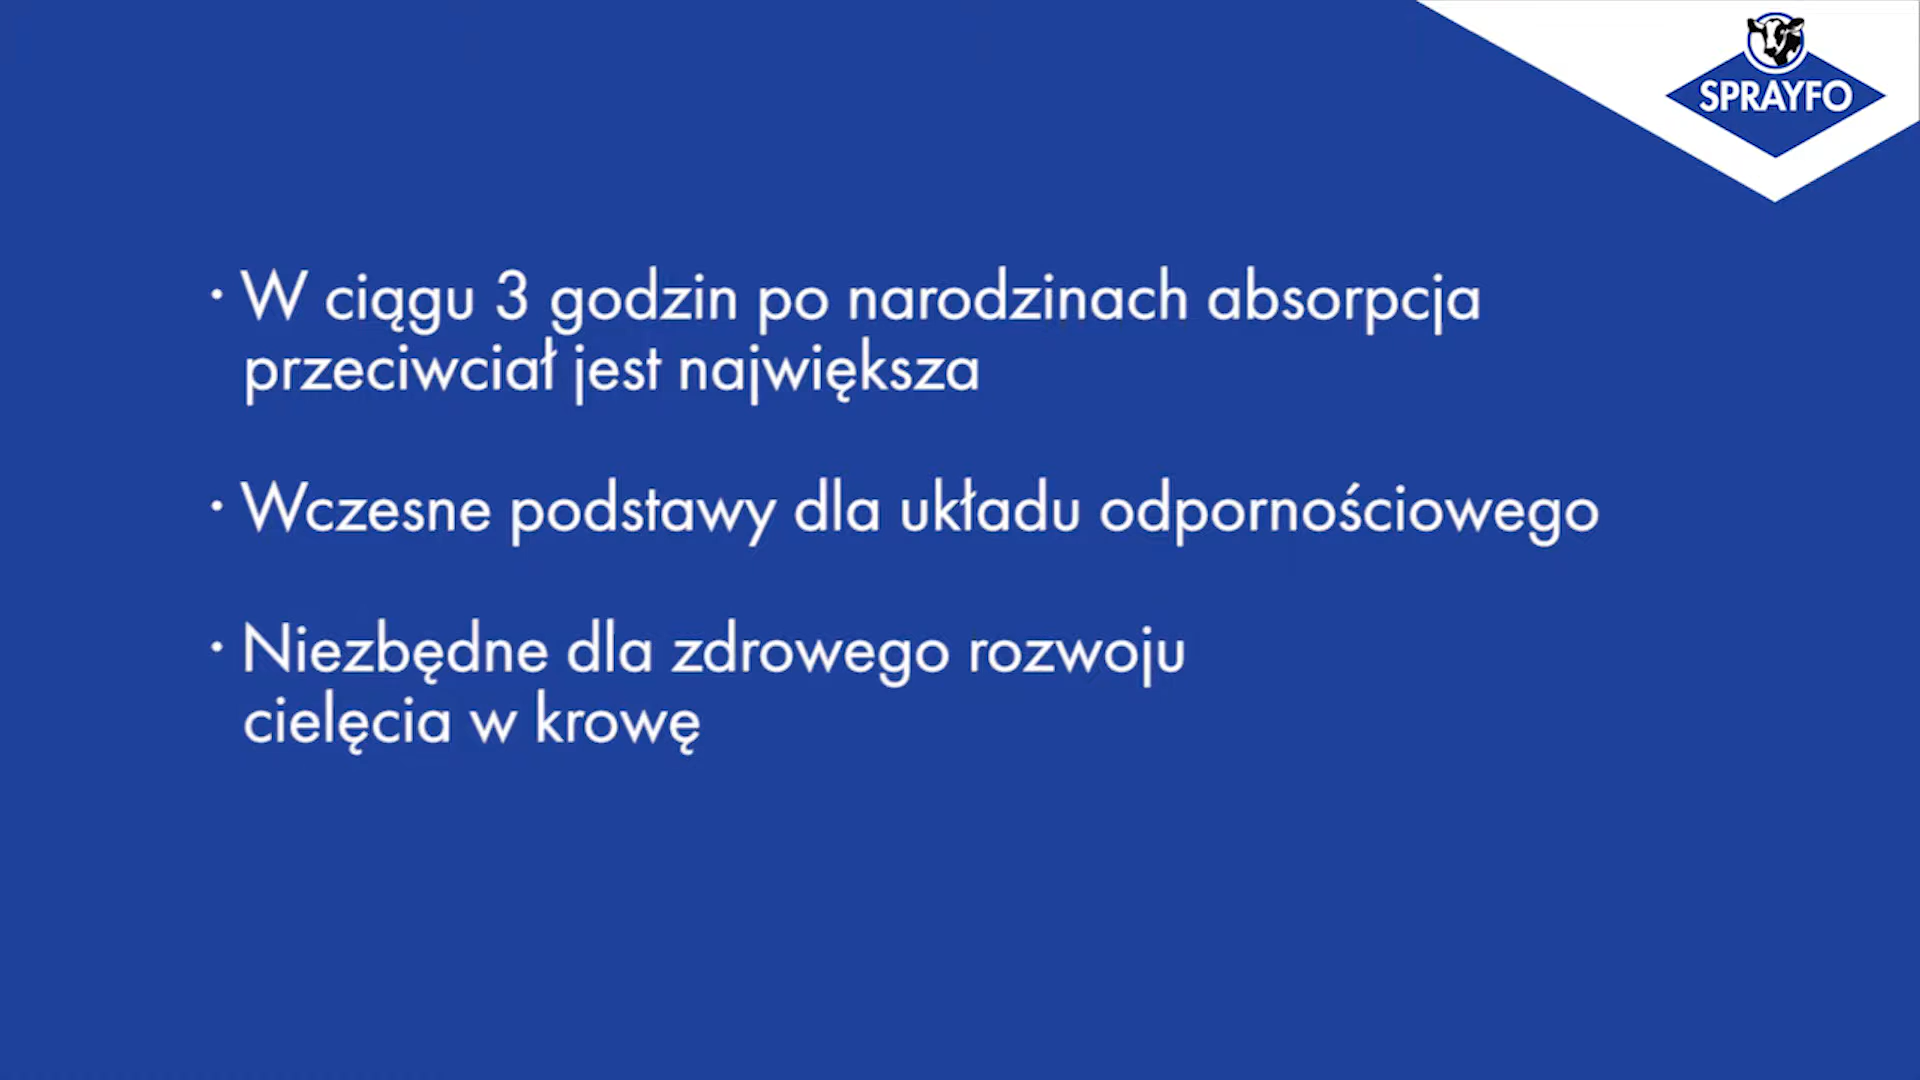 SPRAYFO
· W ciągu 3 godzin po narodzinach absorpcja
przeciwciał jest największa
· Wczesne podstawy dla układu odpornościowego
· Niezbędne dla zdrowego rozwoju
cielęcia w krowę